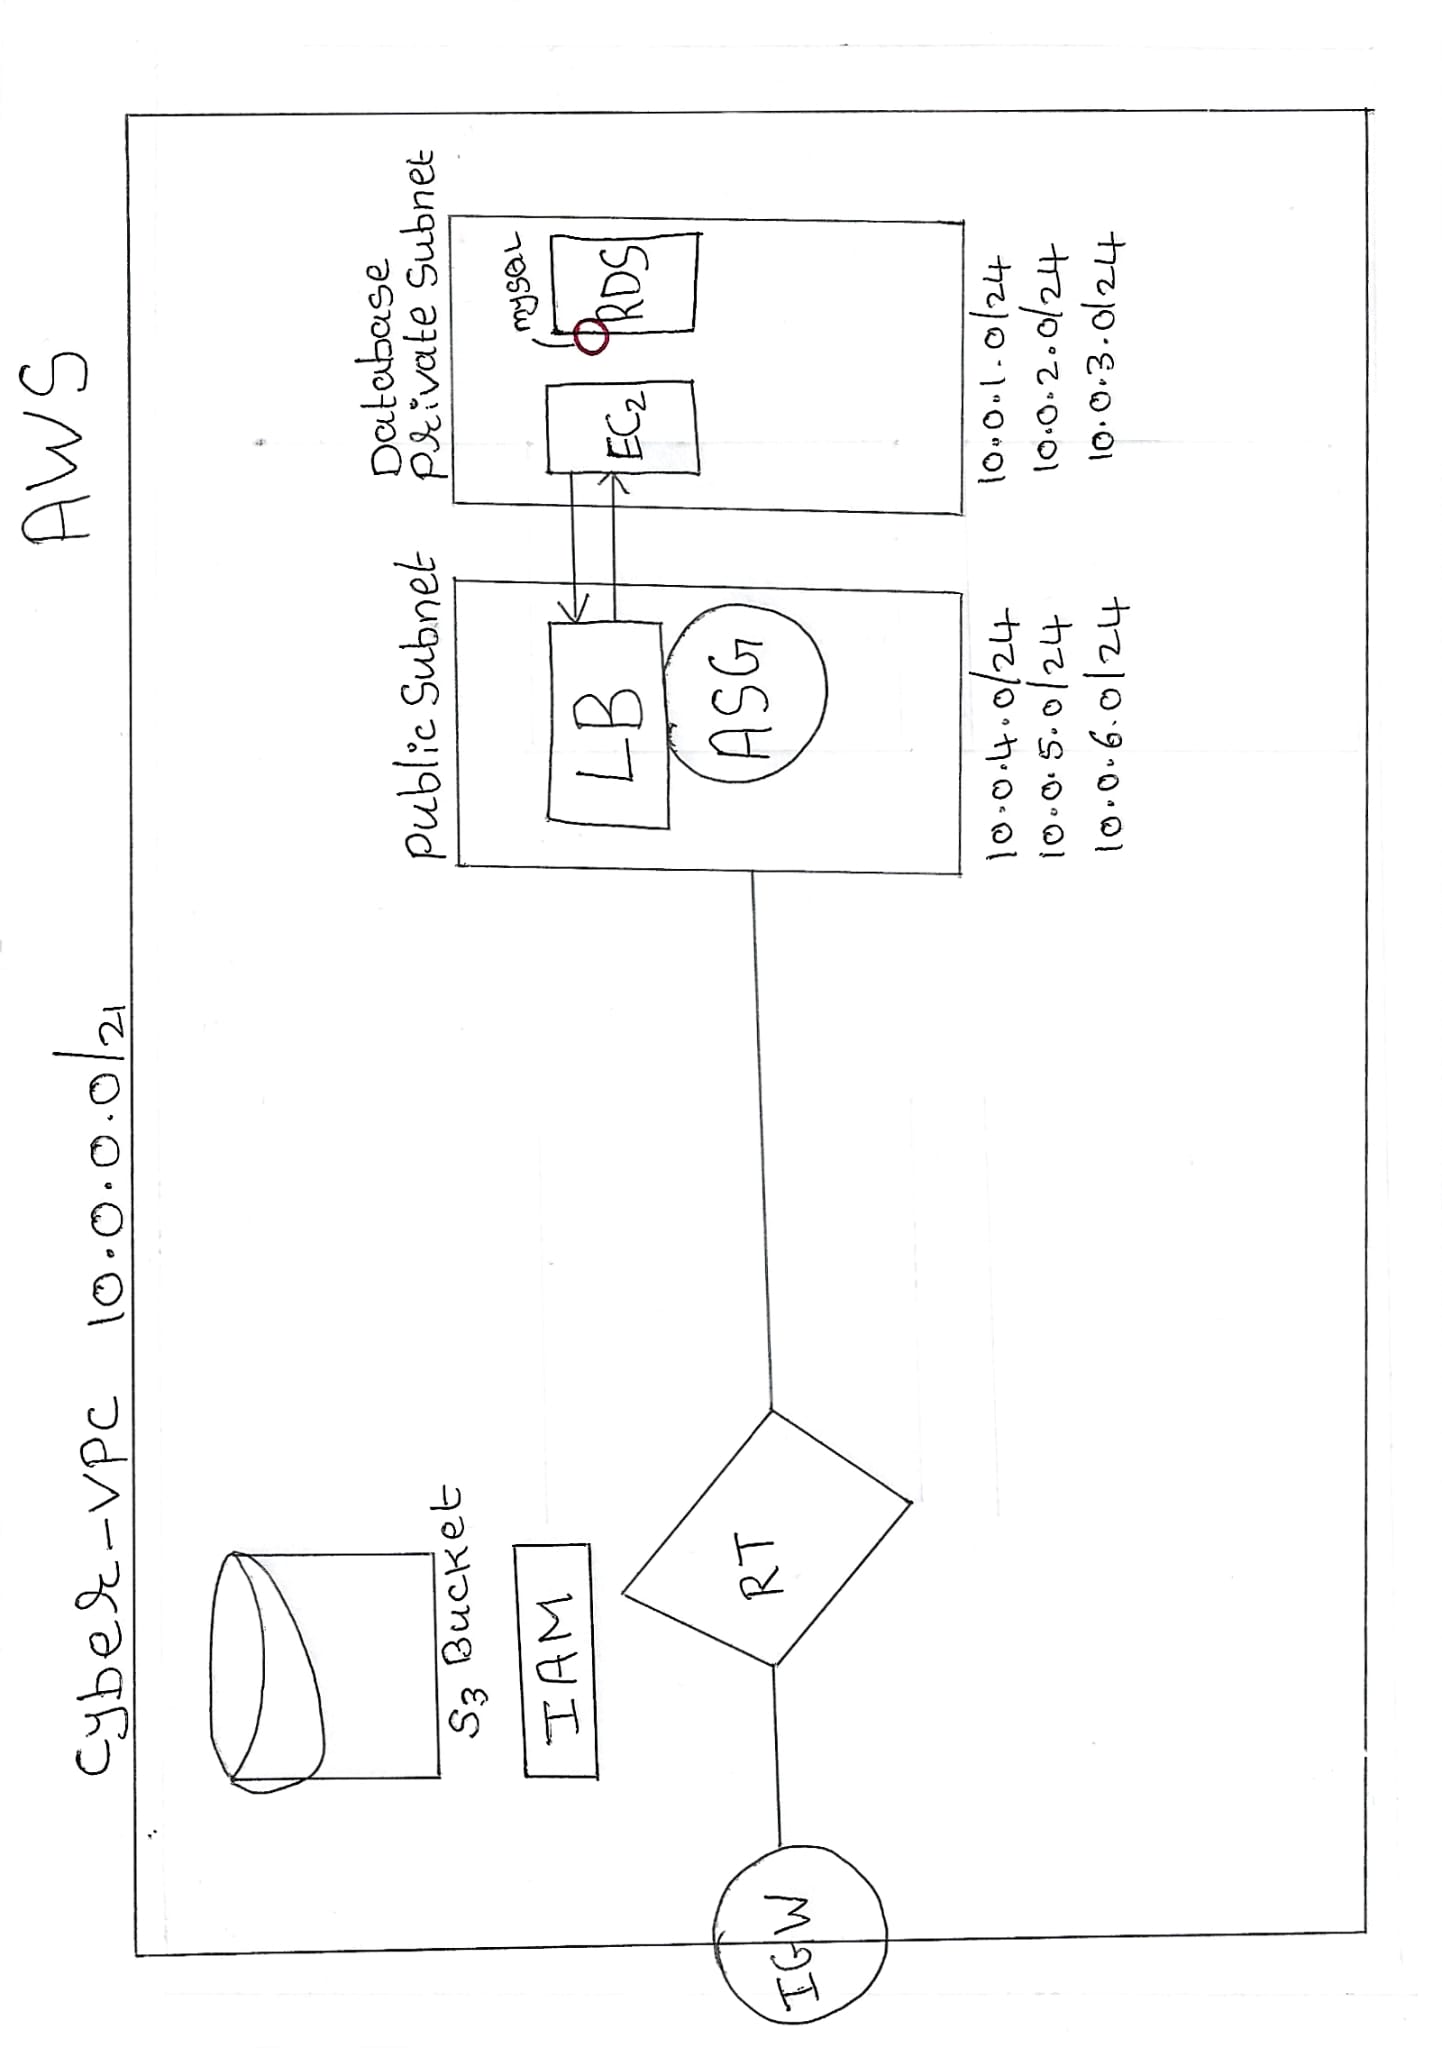 AWS
Cyber-VPC 10.0.0.0/21
S3 Bucket
IAM
IGW
RT
Public Subnet
LB
ASG
10.0.4.0/24
10.0.5.0/24
10.0.6.0/24
Database
Private Subnet
mysQL
EC2
RDS
10.0.1.0/24
10.0.2.0/24
10.0.3.0/24